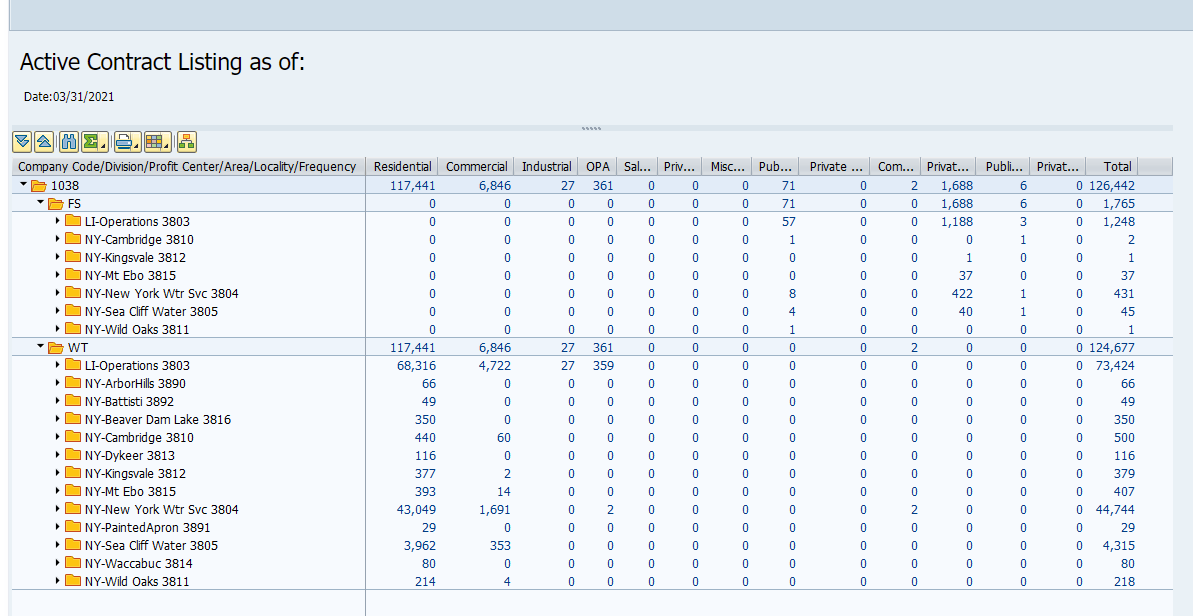 Active Contract Listing as of:
Date:03/31/2021
Company Code/Division/Profit Center/Area/Locality/Frequency Residential Commercial Industrial OPA Sal... Priv... Misc... Pub... Private ... Com... Privat... Publi... Privat... Total
1038 117,441 6,846 27 361 0 0 0 71 0 2 1,688 6 0 126,442
FS 0 0 0 0 0 0 0 71 0 0 1,688 6 0 1,765
LI-Operations 3803 0 0 0 0 0 0 0 57 0 0 1,188 3 0 1,248
NY-Cambridge 3810 0 0 0 0 0 0 0 1 0 0 0 1 0 2
NY-Kingsvale 3812 0 0 0 0 0 0 0 0 0 0 1 0 0 1
NY-Mt Ebo 3815 0 0 0 0 0 0 0 0 0 0 37 0 0 37
NY-New York Wtr Svc 3804 0 0 0 0 0 0 0 8 0 0 422 1 0 431
NY-Sea Cliff Water 3805 0 0 0 0 0 0 0 4 0 0 40 1 0 45
NY-Wild Oaks 3811 0 0 0 0 0 0 0 1 0 0 0 0 0 1
WT 117,441 6,846 27 361 0 0 0 0 0 2 0 0 0 124,677
LI-Operations 3803 68,316 4,722 27 359 0 0 0 0 0 0 0 0 0 73,424
NY-ArborHills 3890 66 0 0 0 0 0 0 0 0 0 0 0 0 66
NY-Battisti 3892 49 0 0 0 0 0 0 0 0 0 0 0 0 49
NY-Beaver Dam Lake 3816 350 0 0 0 0 0 0 0 0 0 0 0 0 350
NY-Cambridge 3810 440 60 0 0 0 0 0 0 0 0 0 0 0 500
NY-Dykeer 3813 116 0 0 0 0 0 0 0 0 0 0 0 0 116
NY-Kingsvale 3812 377 2 0 0 0 0 0 0 0 0 0 0 0 379
NY-Mt Ebo 3815 393 14 0 0 0 0 0 0 0 0 0 0 0 407
NY-New York Wtr Svc 3804 43,049 1,691 0 2 0 0 0 0 0 2 0 0 0 44,744
NY-PaintedApron 3891 29 0 0 0 0 0 0 0 0 0 0 0 0 29
NY-Sea Cliff Water 3805 3,962 353 0 0 0 0 0 0 0 0 0 0 0 4,315
NY-Waccabuc 3814 80 0 0 0 0 0 0 0 0 0 0 0 0 80
NY-Wild Oaks 3811 214 4 0 0 0 0 0 0 0 0 0 0 0 218